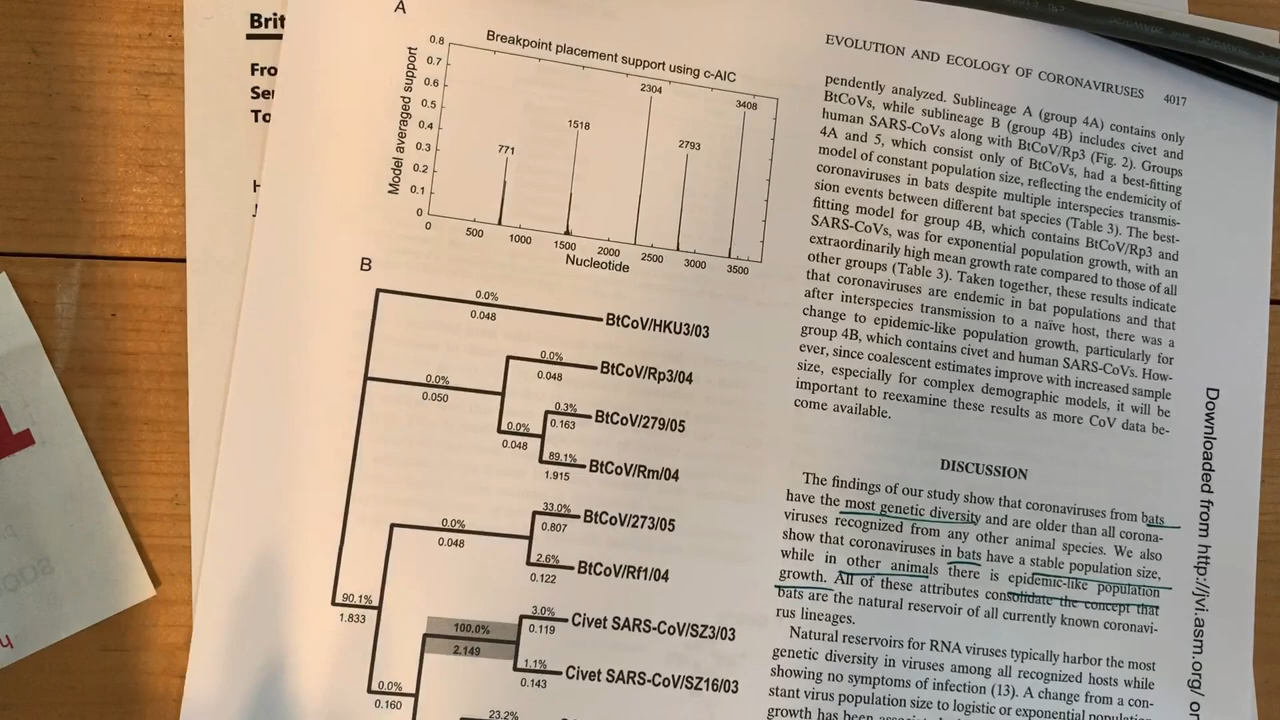 Brit
Fro
Ser
To
A
Breakpoint placement support using c-AIC
Model averaged support
0.8
0.7
0.6
0.5
0.4
0.3
0.2
0.1
0
771
1518
2304
2793
3408
0
500
1000
1500
2000
2500
3000
3500
Nucleotide
B
0.0%
0.048
BtCoV/HKU3/03
0.0%
0.050
0.0%
0.048
BtCoV/Rp3/04
0.0%
0.048
0.3%
0.163
BtCoV/279/05
89.1%
1.915
BtCoV/Rm/04
0.0%
0.048
33.0%
0.807
BtCoV/273/05
2.6%
0.122
BtCoV/Rf1/04
90.1%
1.833
100.0%
2.149
3.0%
0.119
Civet SARS-CoV/SZ3/03
1.1%
0.143
Civet SARS-CoV/SZ16/03
0.0%
0.160
23.2%
EVOLUTION AND ECOLOGY OF CORONAVIRUSES 4017
pendently analyzed. Sublineage A (group 4A) contains only
BtCoVs, while sublineage B (group 4B) includes civet and
human SARS-CoVs along with BtCoV/Rp3 (Fig. 2). Groups
4A and 5, which consist only of BtCoVs, had a best-fitting
model of constant population size, reflecting the endemicity of
coronaviruses in bats despite multiple interspecies transmis-
sion events between different bat species (Table 3). The best-
fitting model for group 4B, which contains BtCoV/Rp3 and
SARS-CoVs, was for exponential population growth, with an
extraordinarily high mean growth rate compared to those of all
other groups (Table 3). Taken together, these results indicate
that coronaviruses are endemic in bat populations and that
after interspecies transmission to a naïve host, there was a
change to epidemic-like population growth, particularly for
group 4B, which contains civet and human SARS-CoVs. How-
ever, since coalescent estimates improve with increased sample
size, especially for complex demographic models, it will be
important to reexamine these results as more CoV data be-
come available.
DISCUSSION
The findings of our study show that coronaviruses from bats
have the most genetic diversity and are older than all corona-
viruses recognized from any other animal species. We also
show that coronaviruses in bats have a stable population size,
while in other animals there is epidemic-like population
growth. All of these attributes consolidate the concept that
bats are the natural reservoir of all currently known coronavi-
rus lineages.
Natural reservoirs for RNA viruses typically harbor the most
genetic diversity in viruses among all recognized hosts while
showing no symptoms of infection (13). A change from a con-
stant virus population size to logistic or exponential population
growth has been
Downloaded from http://jvi.asm.org/ or